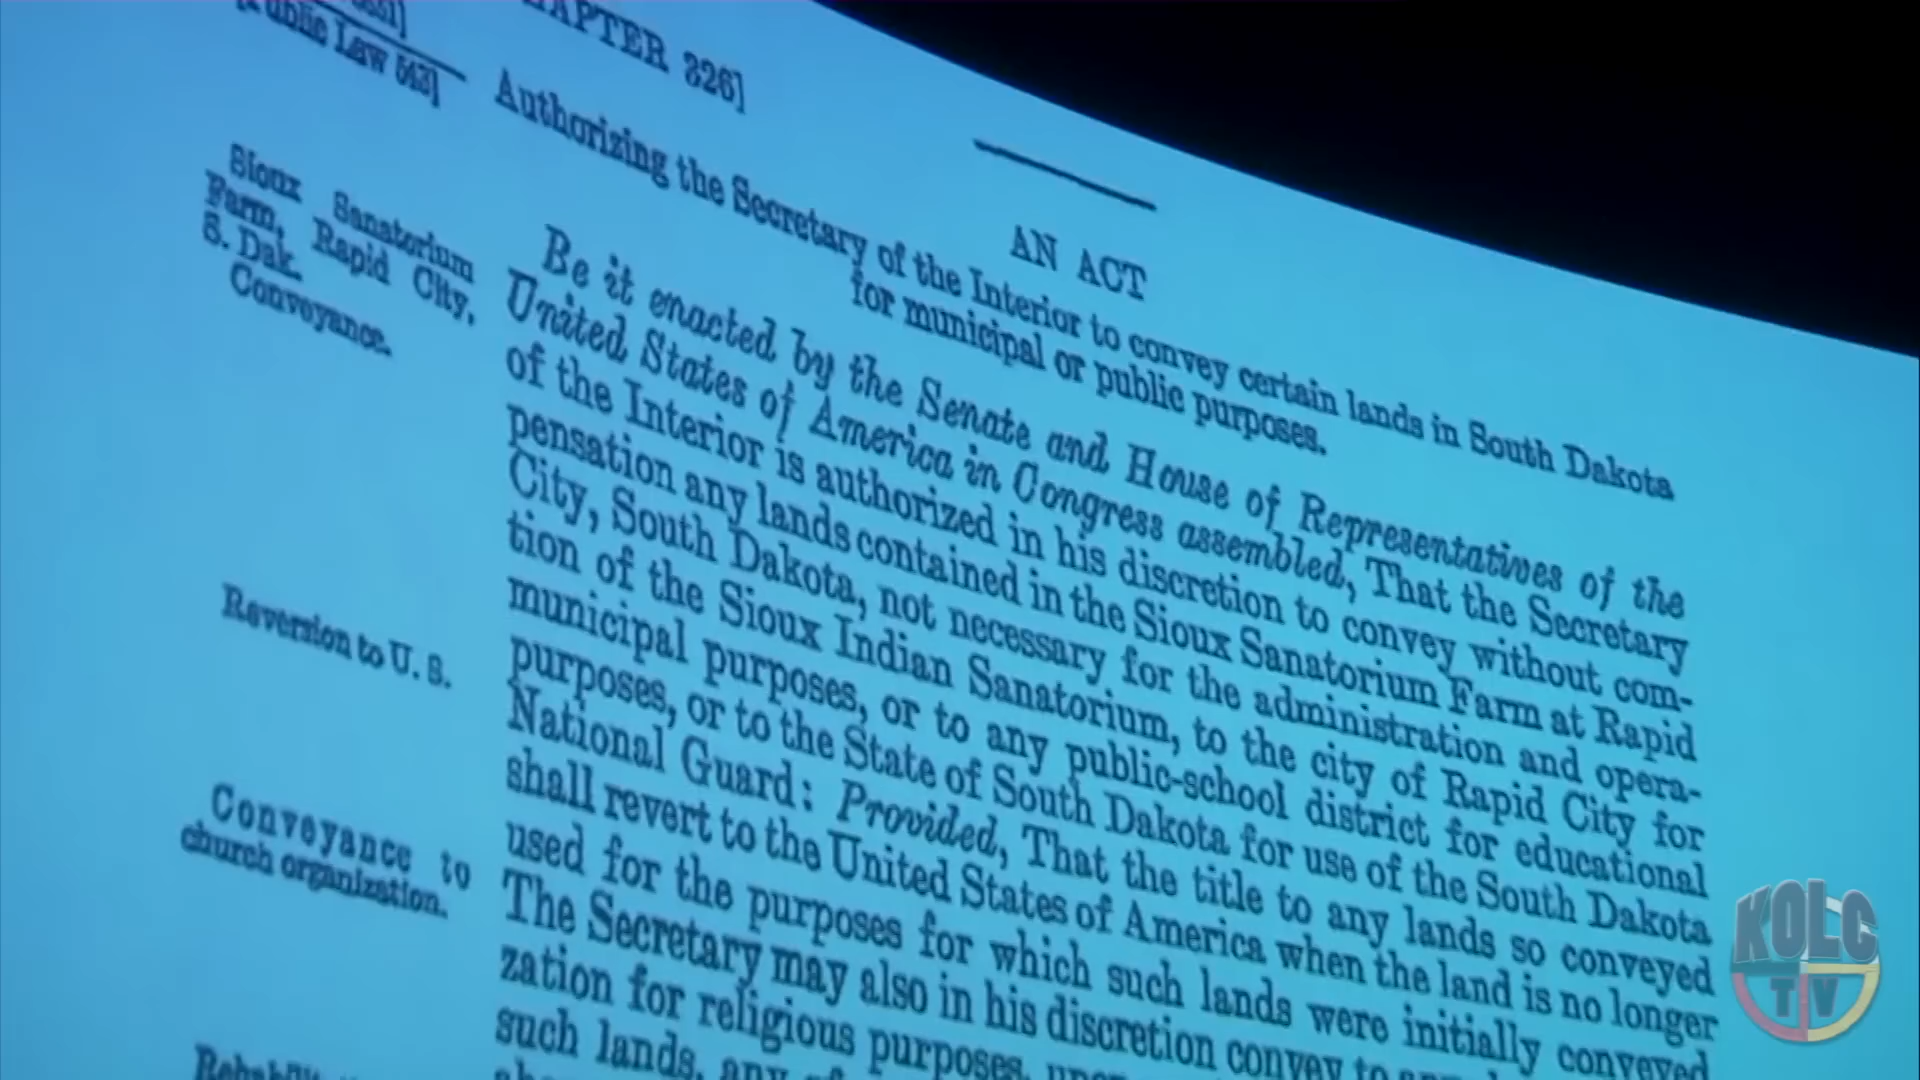 CHAPTER 326]
[Public Law 543]
AN ACT
Authorizing the Secretary of the Interior to convey certain lands in South Dakota
for municipal or public purposes.
Sioux Sanatorium
Farm, Rapid City,
S. Dak.
Conveyance.
Be it enacted by the Senate and House of Representatives of the
United States of America in Congress assembled, That the Secretary
of the Interior is authorized in his discretion to convey without com-
pensation any lands contained in the Sioux Sanatorium Farm at Rapid
City, South Dakota, not necessary for the administration and opera-
tion of the Sioux Indian Sanatorium, to the city of Rapid City for
municipal purposes, or to any public-school district for educational
purposes, or to the State of South Dakota for use of the South Dakota
National Guard: Provided, That the title to any lands so conveyed
Reversion to U. S.
shall revert to the United States of America when the land is no longer
used for the purposes for which such lands were initially conveyed
Conveyance to
church organization.
The Secretary may also in his discretion convey to
zation for religious purposes,
such lands, any of
KOLC
TV